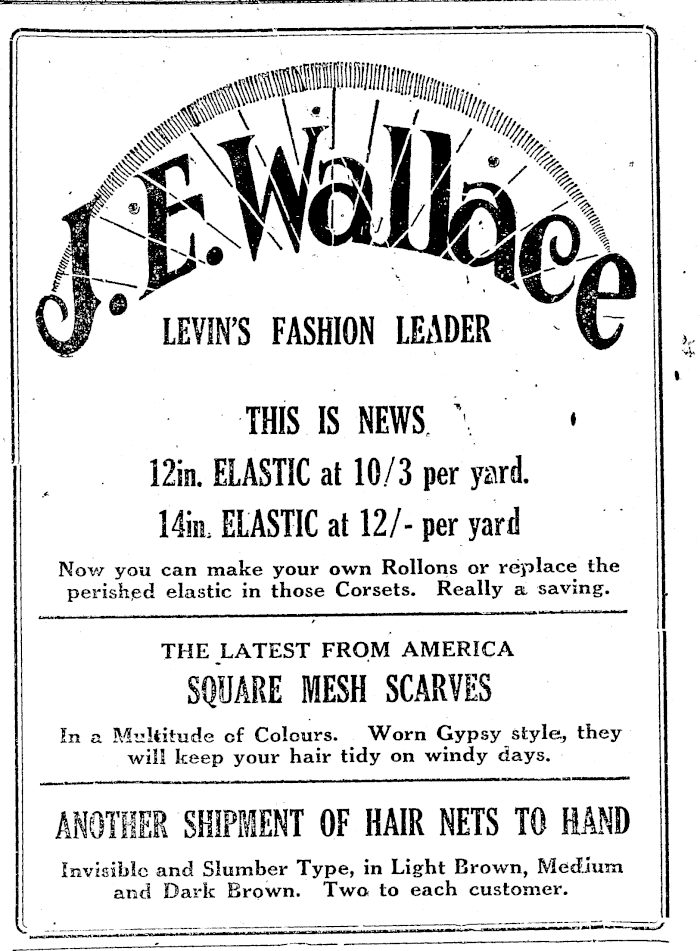 J. E. Wallace
LEVIN'S FASHION LEADER
THIS IS NEWS
12in. ELASTIC at 10/3 per yard.
14in. ELASTIC at 12/- per yard
Now you can make your own Rollons or replace the
perished elastic in those Corsets. Really a saving.
THE LATEST FROM AMERICA
SQUARE MESH SCARVES
In a Multitude of Colours. Worn Gypsy style, they
will keep your hair tidy on windy days.
ANOTHER SHIPMENT OF HAIR NETS TO HAND
Invisible and Slumber Type, in Light Brown, Medium
and Dark Brown. Two to each customer.